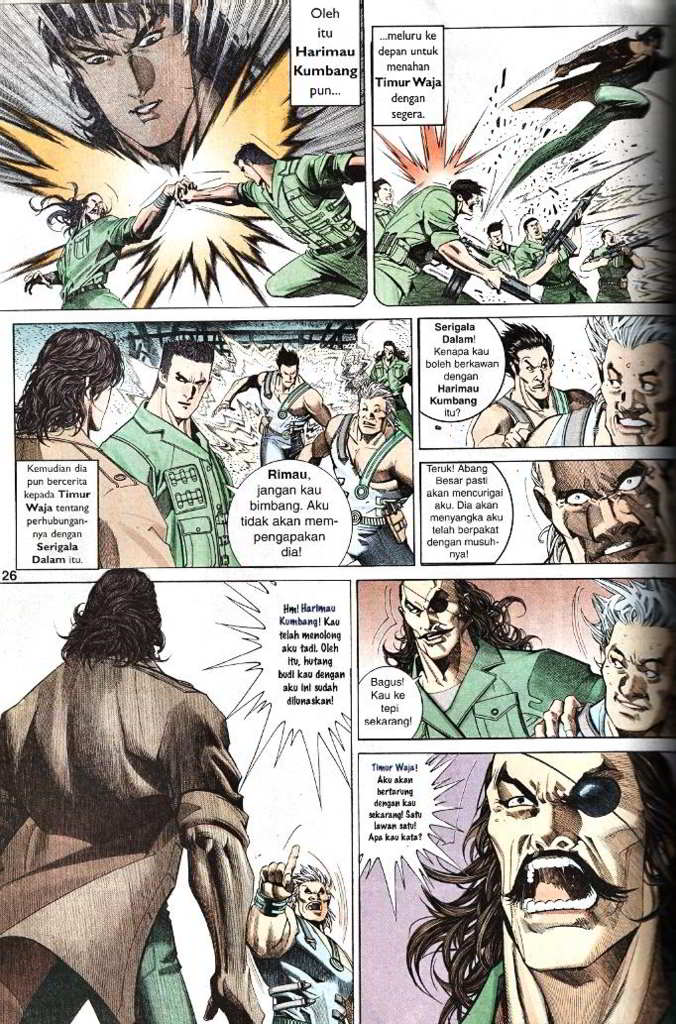 Oleh
itu
Harimau
Kumbang
pun...
...meluru ke
depan untuk
menahan
Timur Waja
dengan
segera.
Kemudian dia
pun bercerita
kepada Timur
Waja tentang
perhubungan-
nya dengan
Serigala
Dalam itu.
Rimau,
jangan kau
bimbang. Aku
tidak akan mem-
pengapakan
dia!
Serigala
Dalam!
Kenapa kau
boleh berkawan
dengan
Harimau
Kumbang
itu?
Teruk! Abang
Besar pasti
akan mencurigai
aku. Dia akan
menyangka aku
telah berpakat
dengan musuh-
nya!
26
Hm! Harimau
Kumbang! Kau
telah menolong
aku tadi. Oleh
itu, hutang
budi kau dengan
aku ini sudah
dilunaskan!
Bagus!
Kau ke
tepi
sekarang!
Timur Waja!
Aku akan
bertarung
dengan kau
sekarang! Satu
lawan satu!
Apa kau kata?